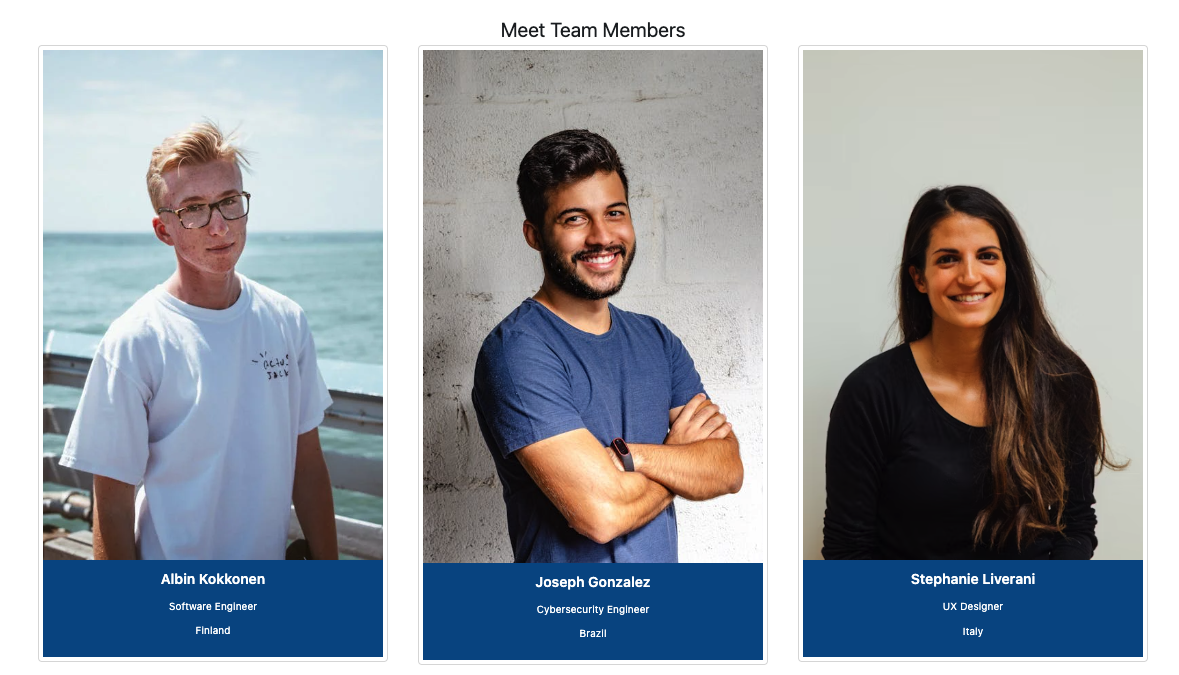 Meet Team Members
Albin Kokkonen
Software Engineer
Finland
Joseph Gonzalez
Cybersecurity Engineer
Brazil
Stephanie Liverani
UX Designer
Italy